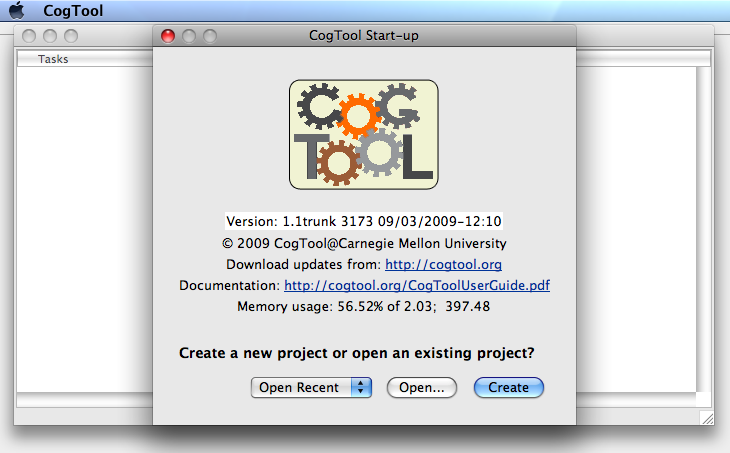 CogTool
CogTool Start-up
Tasks
COG
TOOL
Version: 1.1trunk 3173 09/03/2009-12:10
© 2009 CogTool@Carnegie Mellon University
Download updates from: http://cogtool.org
Documentation: http://cogtool.org/CogToolUserGuide.pdf
Memory usage: 56.52% of 2.03;  397.48
Create a new project or open an existing project?
Open Recent Open... Create